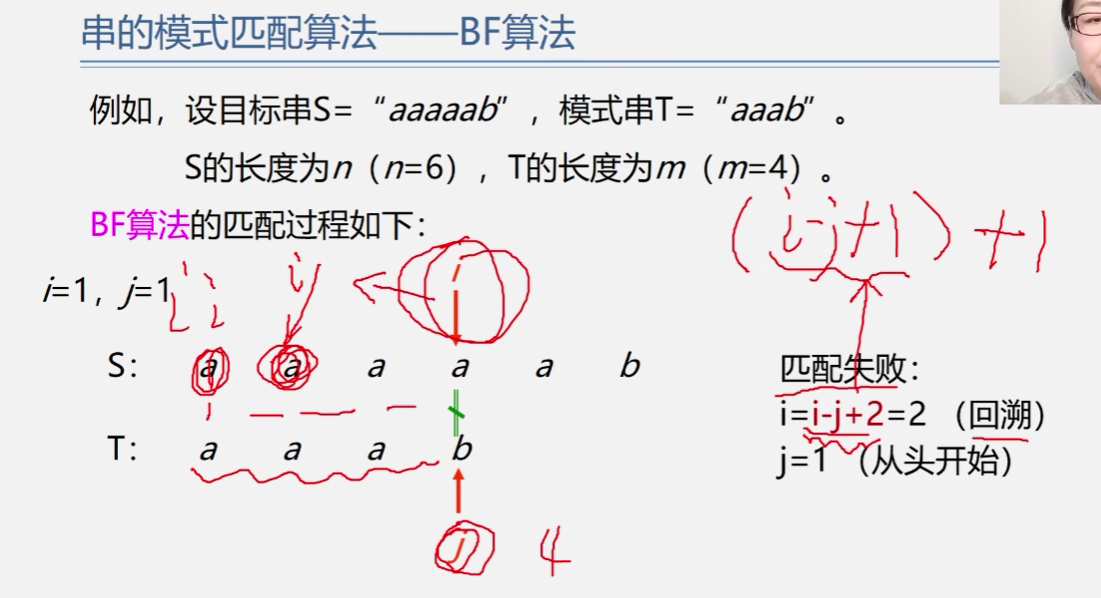 串的模式匹配算法——BF算法
例如，设目标串S=“aaaaab”，模式串T=“aaab”。
S的长度为n（n=6），T的长度为m（m=4）。
BF算法的匹配过程如下：
(i-j+1)+1
i=1，j=1
i
i
S： a a a a a b
T： a a a b
j 4
匹配失败：
i=i-j+2=2 （回溯）
j=1 （从头开始）